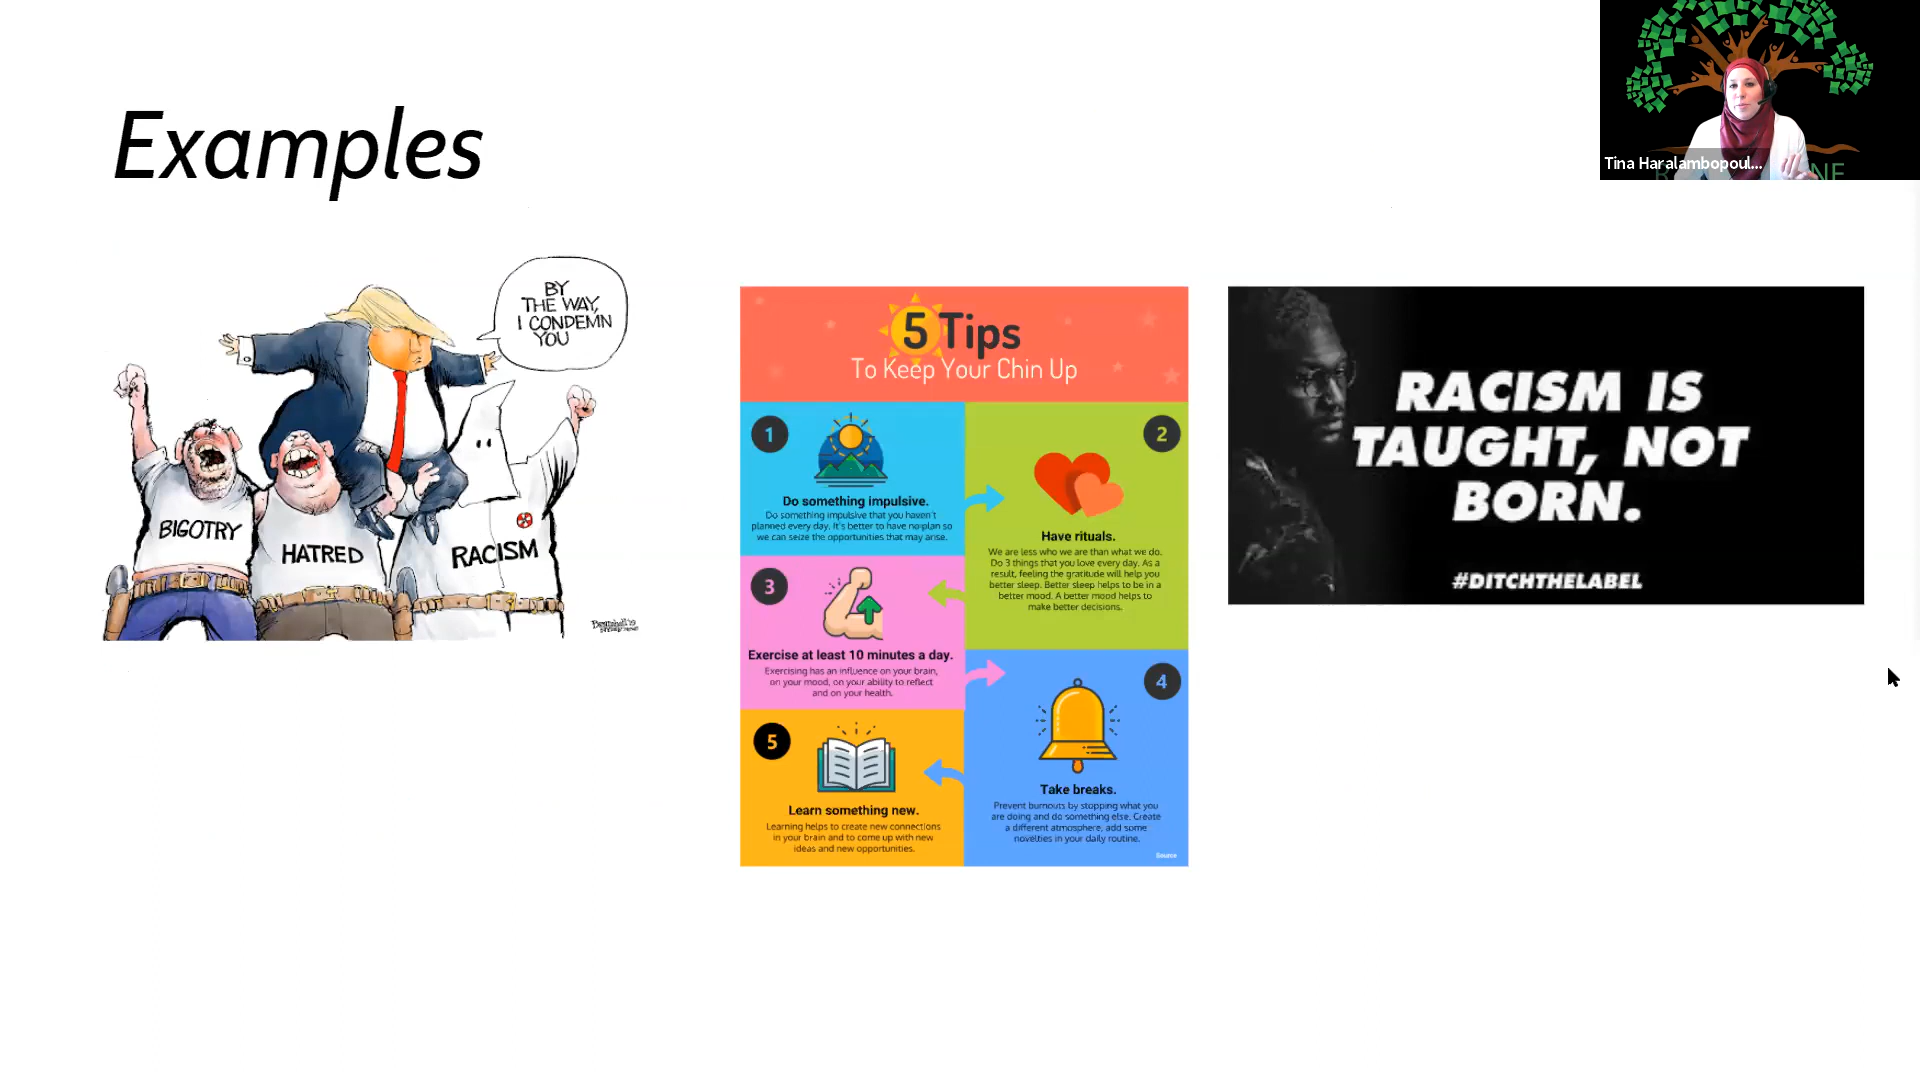 Examples
Tina Haralambopoul...
BY
THE WAY,
I CONDEMN
YOU
BIGOTRY
HATRED
RACISM
5 Tips
To Keep Your Chin Up
1
Do something impulsive.
Do something impulsive that you haven't
planned every day. It's better to have no plan so
we can seize the opportunities that may arise.
2
Have rituals.
We are less who we are than what we do.
Do 3 things that you love every day. As a
result, feeling the gratitude will help you
better sleep. Better sleep helps to be in a
better mood. A better mood helps to
make better decisions.
3
Exercise at least 10 minutes a day.
Exercising has an influence on your brain,
on your mood, on your ability to reflect
and on your health.
4
Take breaks.
Prevent burnouts by stopping what you
are doing and do something else. Create
a different atmosphere, add some
novelties in your daily routine.
Source
5
Learn something new.
Learning helps to create new connections
in your brain and to come up with new
ideas and new opportunities.
RACISM IS
TAUGHT, NOT
BORN.
#DITCHTHELABEL